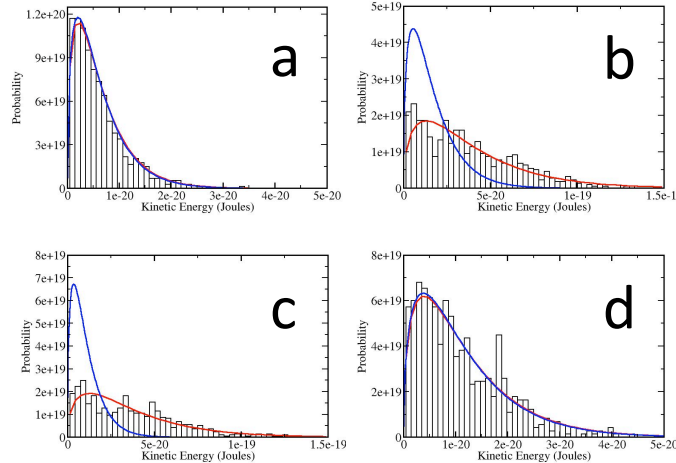 1.2e+20
9e+19
6e+19
3e+19
0
Probability
a
0 1e-20 2e-20 3e-20 4e-20 5e-20
Kinetic Energy (Joules)
5e+19
4e+19
3e+19
2e+19
1e+19
0
Probability
b
0 5e-20 1e-19 1.5e-1
Kinetic Energy (Joules)
8e+19
7e+19
6e+19
5e+19
4e+19
3e+19
2e+19
1e+19
0
Probability
c
0 5e-20 1e-19 1.5e-19
Kinetic Energy (Joules)
8e+19
6e+19
4e+19
2e+19
0
Probability
d
0 1e-20 2e-20 3e-20 4e-20 5e-20
Kinetic Energy (Joules)